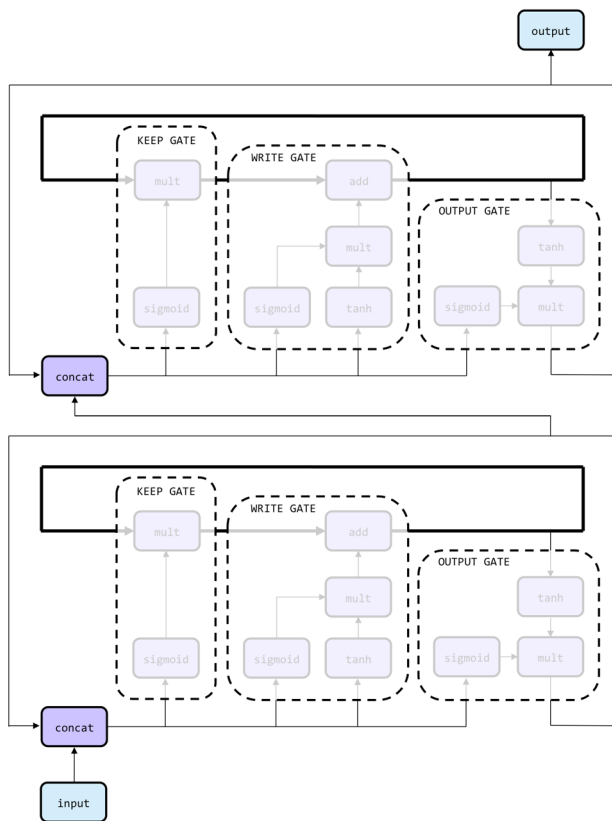 output
KEEP GATE
WRITE GATE
mult
add
OUTPUT GATE
mult
tanh
sigmoid
sigmoid
tanh
sigmoid
mult
concat
KEEP GATE
WRITE GATE
mult
add
OUTPUT GATE
mult
tanh
sigmoid
sigmoid
tanh
sigmoid
mult
concat
input